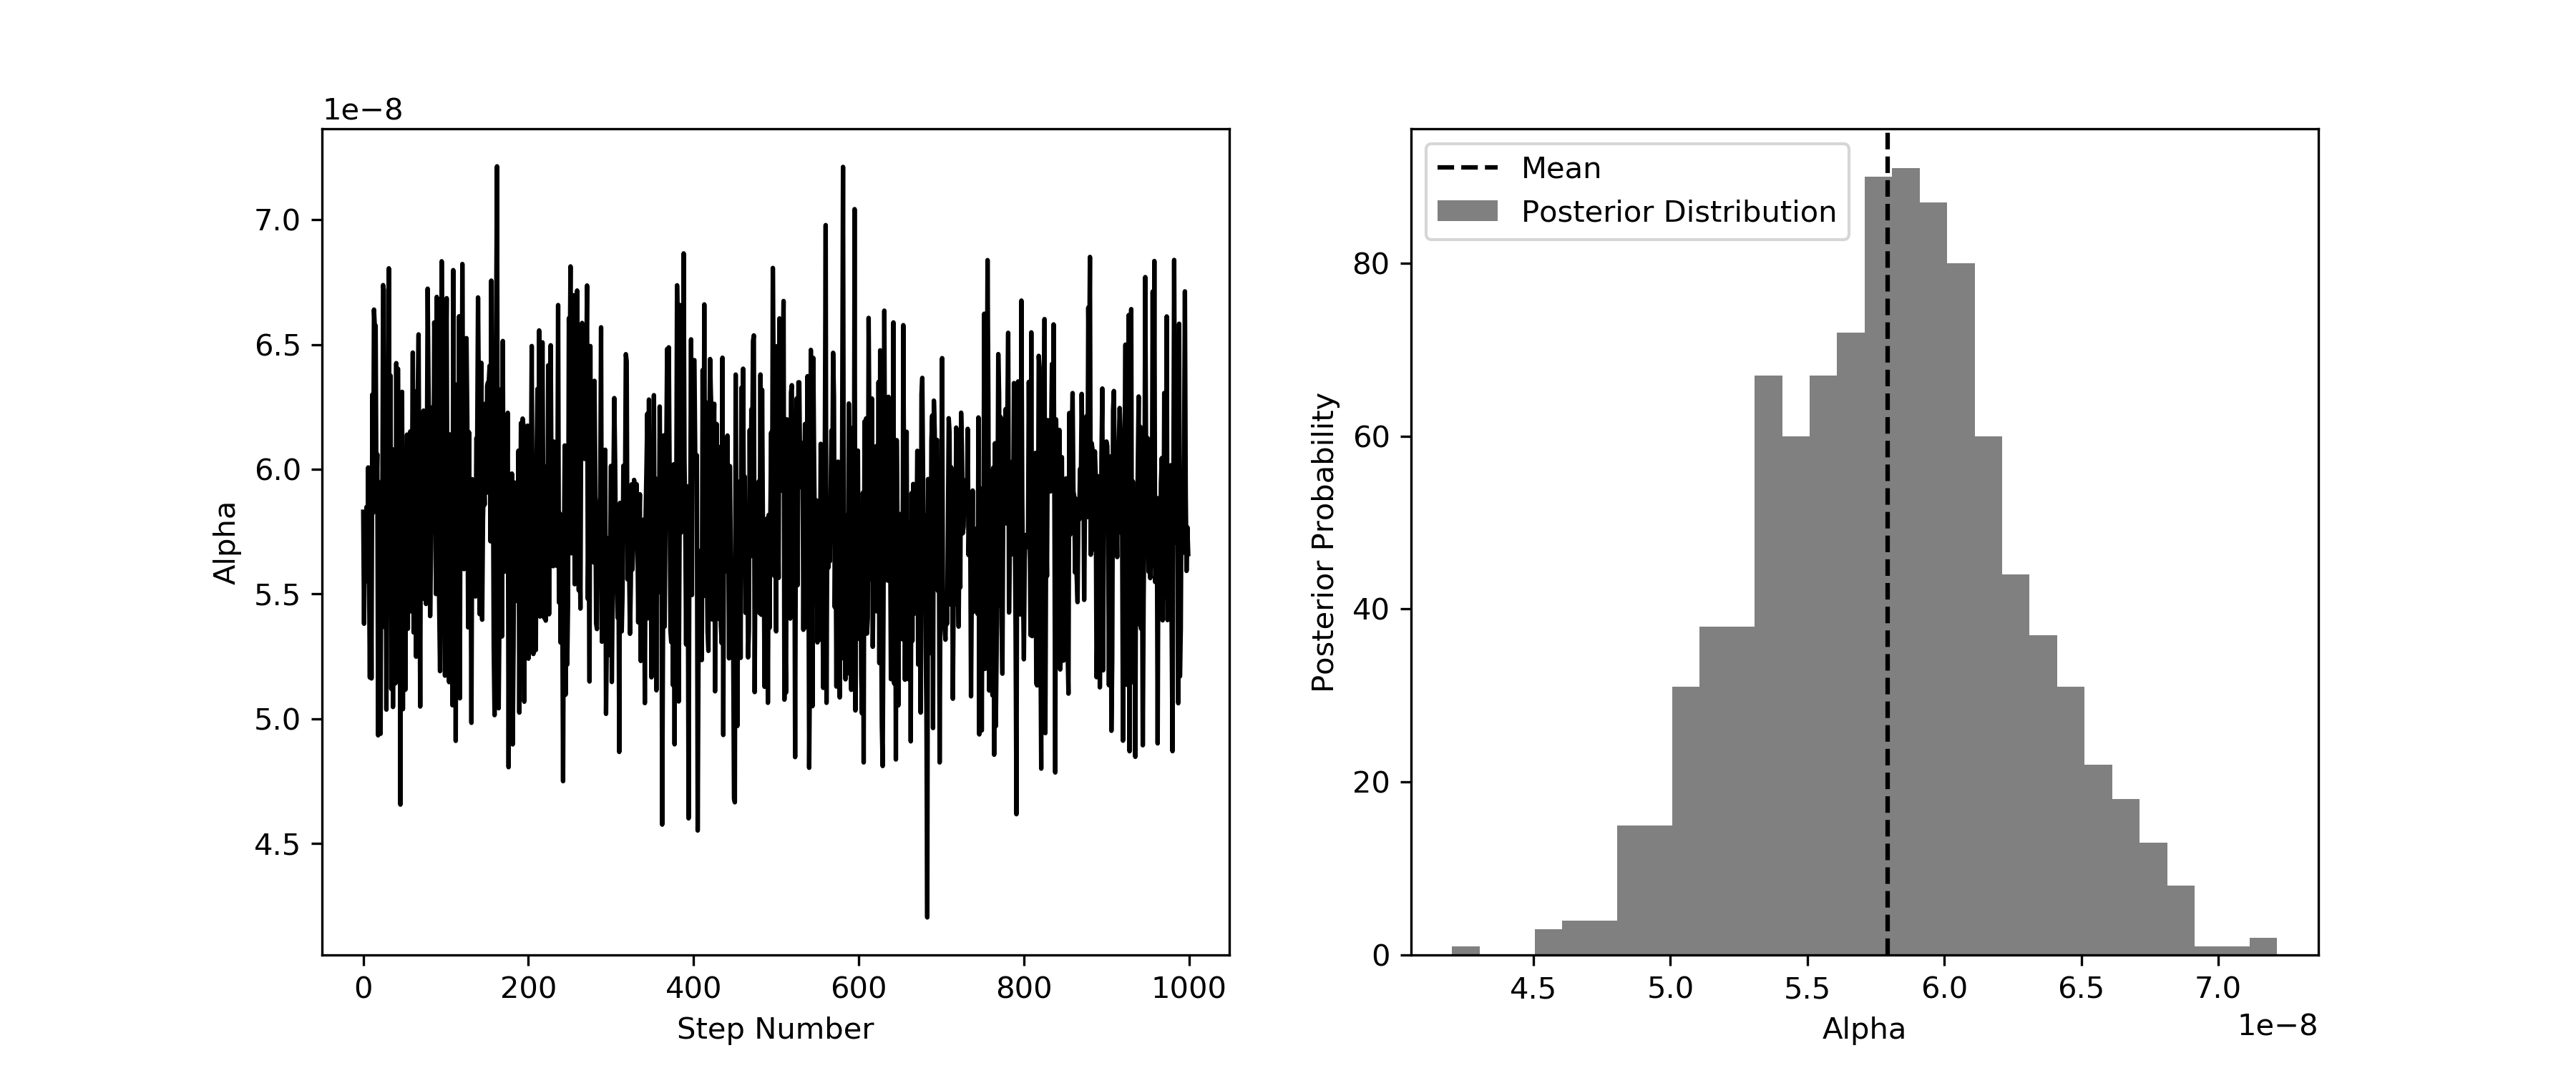 1e−8
7.0
6.5
6.0
5.5
5.0
4.5
Alpha
0 200 400 600 800 1000
Step Number
Mean
Posterior Distribution
80
60
40
20
0
Posterior Probability
4.5 5.0 5.5 6.0 6.5 7.0
Alpha
1e−8